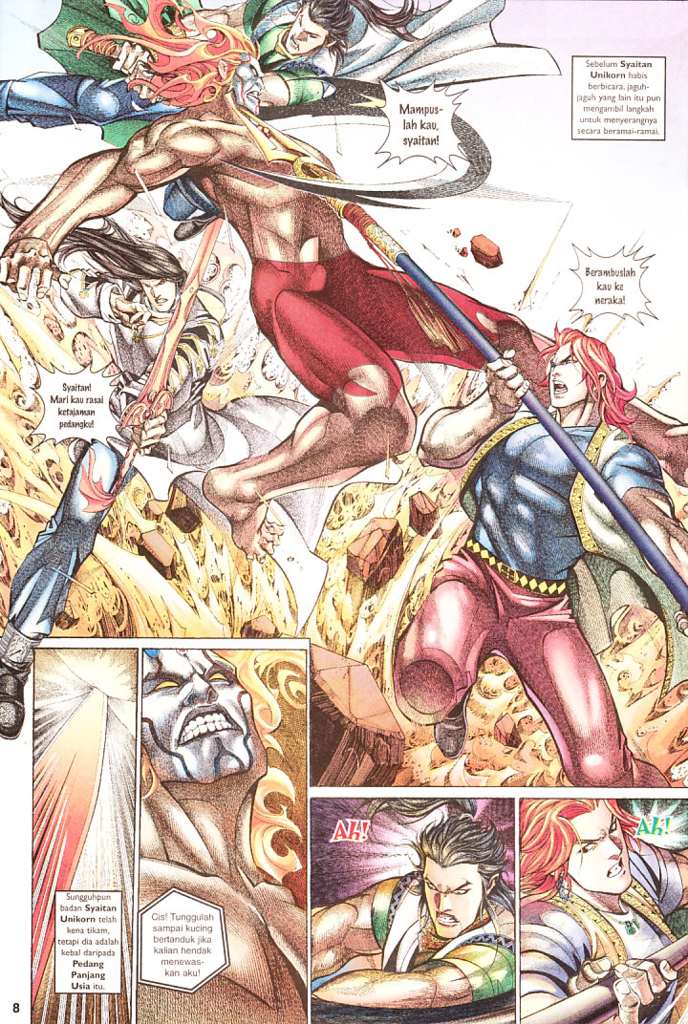 Sebelum Syaitan
Unikorn habis
berbicara, jaguh-
jaguh yang lain itu pun
mengambil langkah
untuk menyerangnya
secara beramai-ramai.
Mampus-
lah kau,
syaitan!
Berambuslah
kau ke
neraka!
Syaitan!
Mari kau rasai
ketajaman
pedangku!
Sungguhpun
badan Syaitan
Unikorn telah
kena tikam,
tetapi dia adalah
kebal daripada
Pedang
Panjang
Usia itu.
Cis! Tunggulah
sampai kucing
bertanduk jika
kalian hendak
menewas-
kan aku!
Ah!
Ah!
8